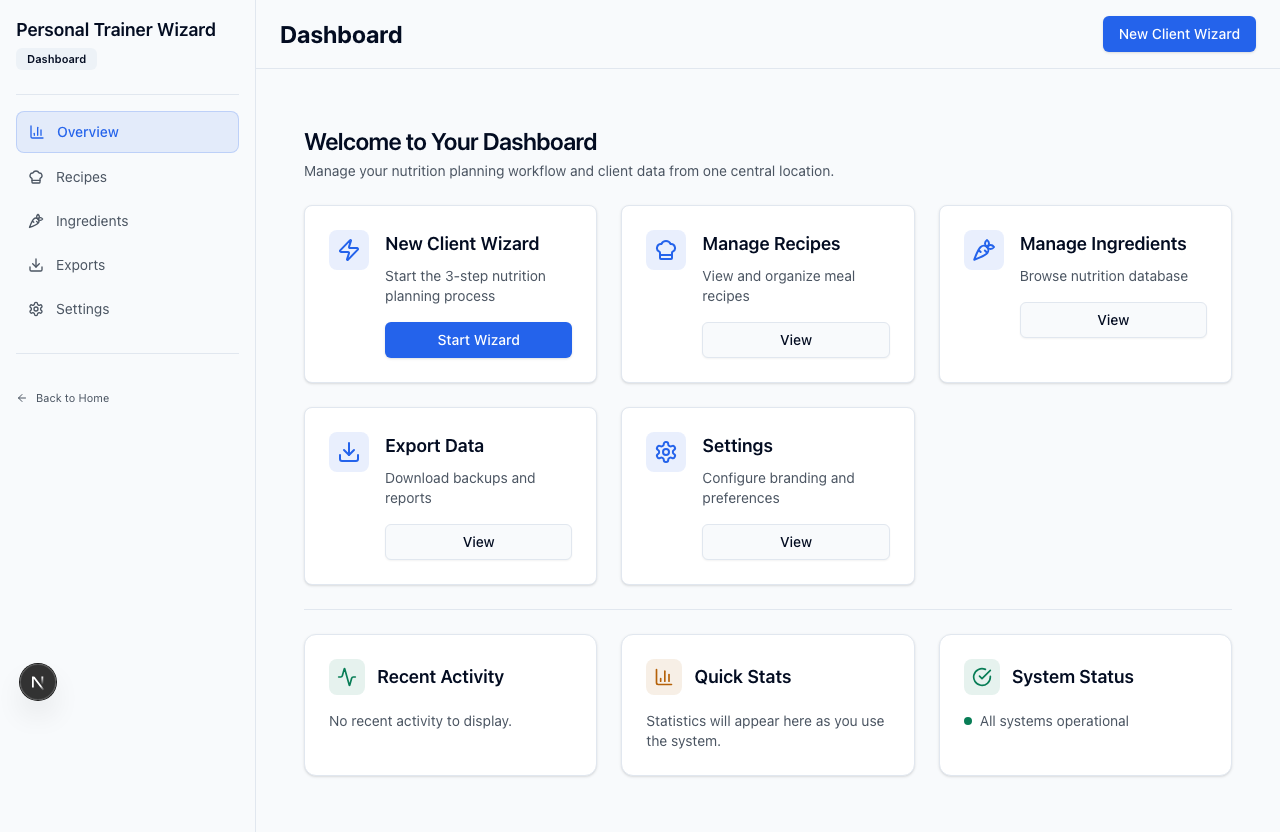 Personal Trainer Wizard
Dashboard
Overview
Recipes
Ingredients
Exports
Settings
Back to Home
N
Dashboard
New Client Wizard
Welcome to Your Dashboard
Manage your nutrition planning workflow and client data from one central location.
New Client Wizard
Start the 3-step nutrition
planning process
Start Wizard
Manage Recipes
View and organize meal
recipes
View
Manage Ingredients
Browse nutrition database
View
Export Data
Download backups and
reports
View
Settings
Configure branding and
preferences
View
Recent Activity
No recent activity to display.
Quick Stats
Statistics will appear here as you use
the system.
System Status
All systems operational